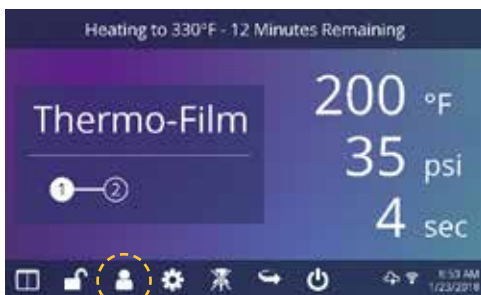 Heating to 330°F - 12 Minutes Remaining
Thermo-Film
1 2
200 °F
35 psi
4 sec
8:53 AM
1/23/2018